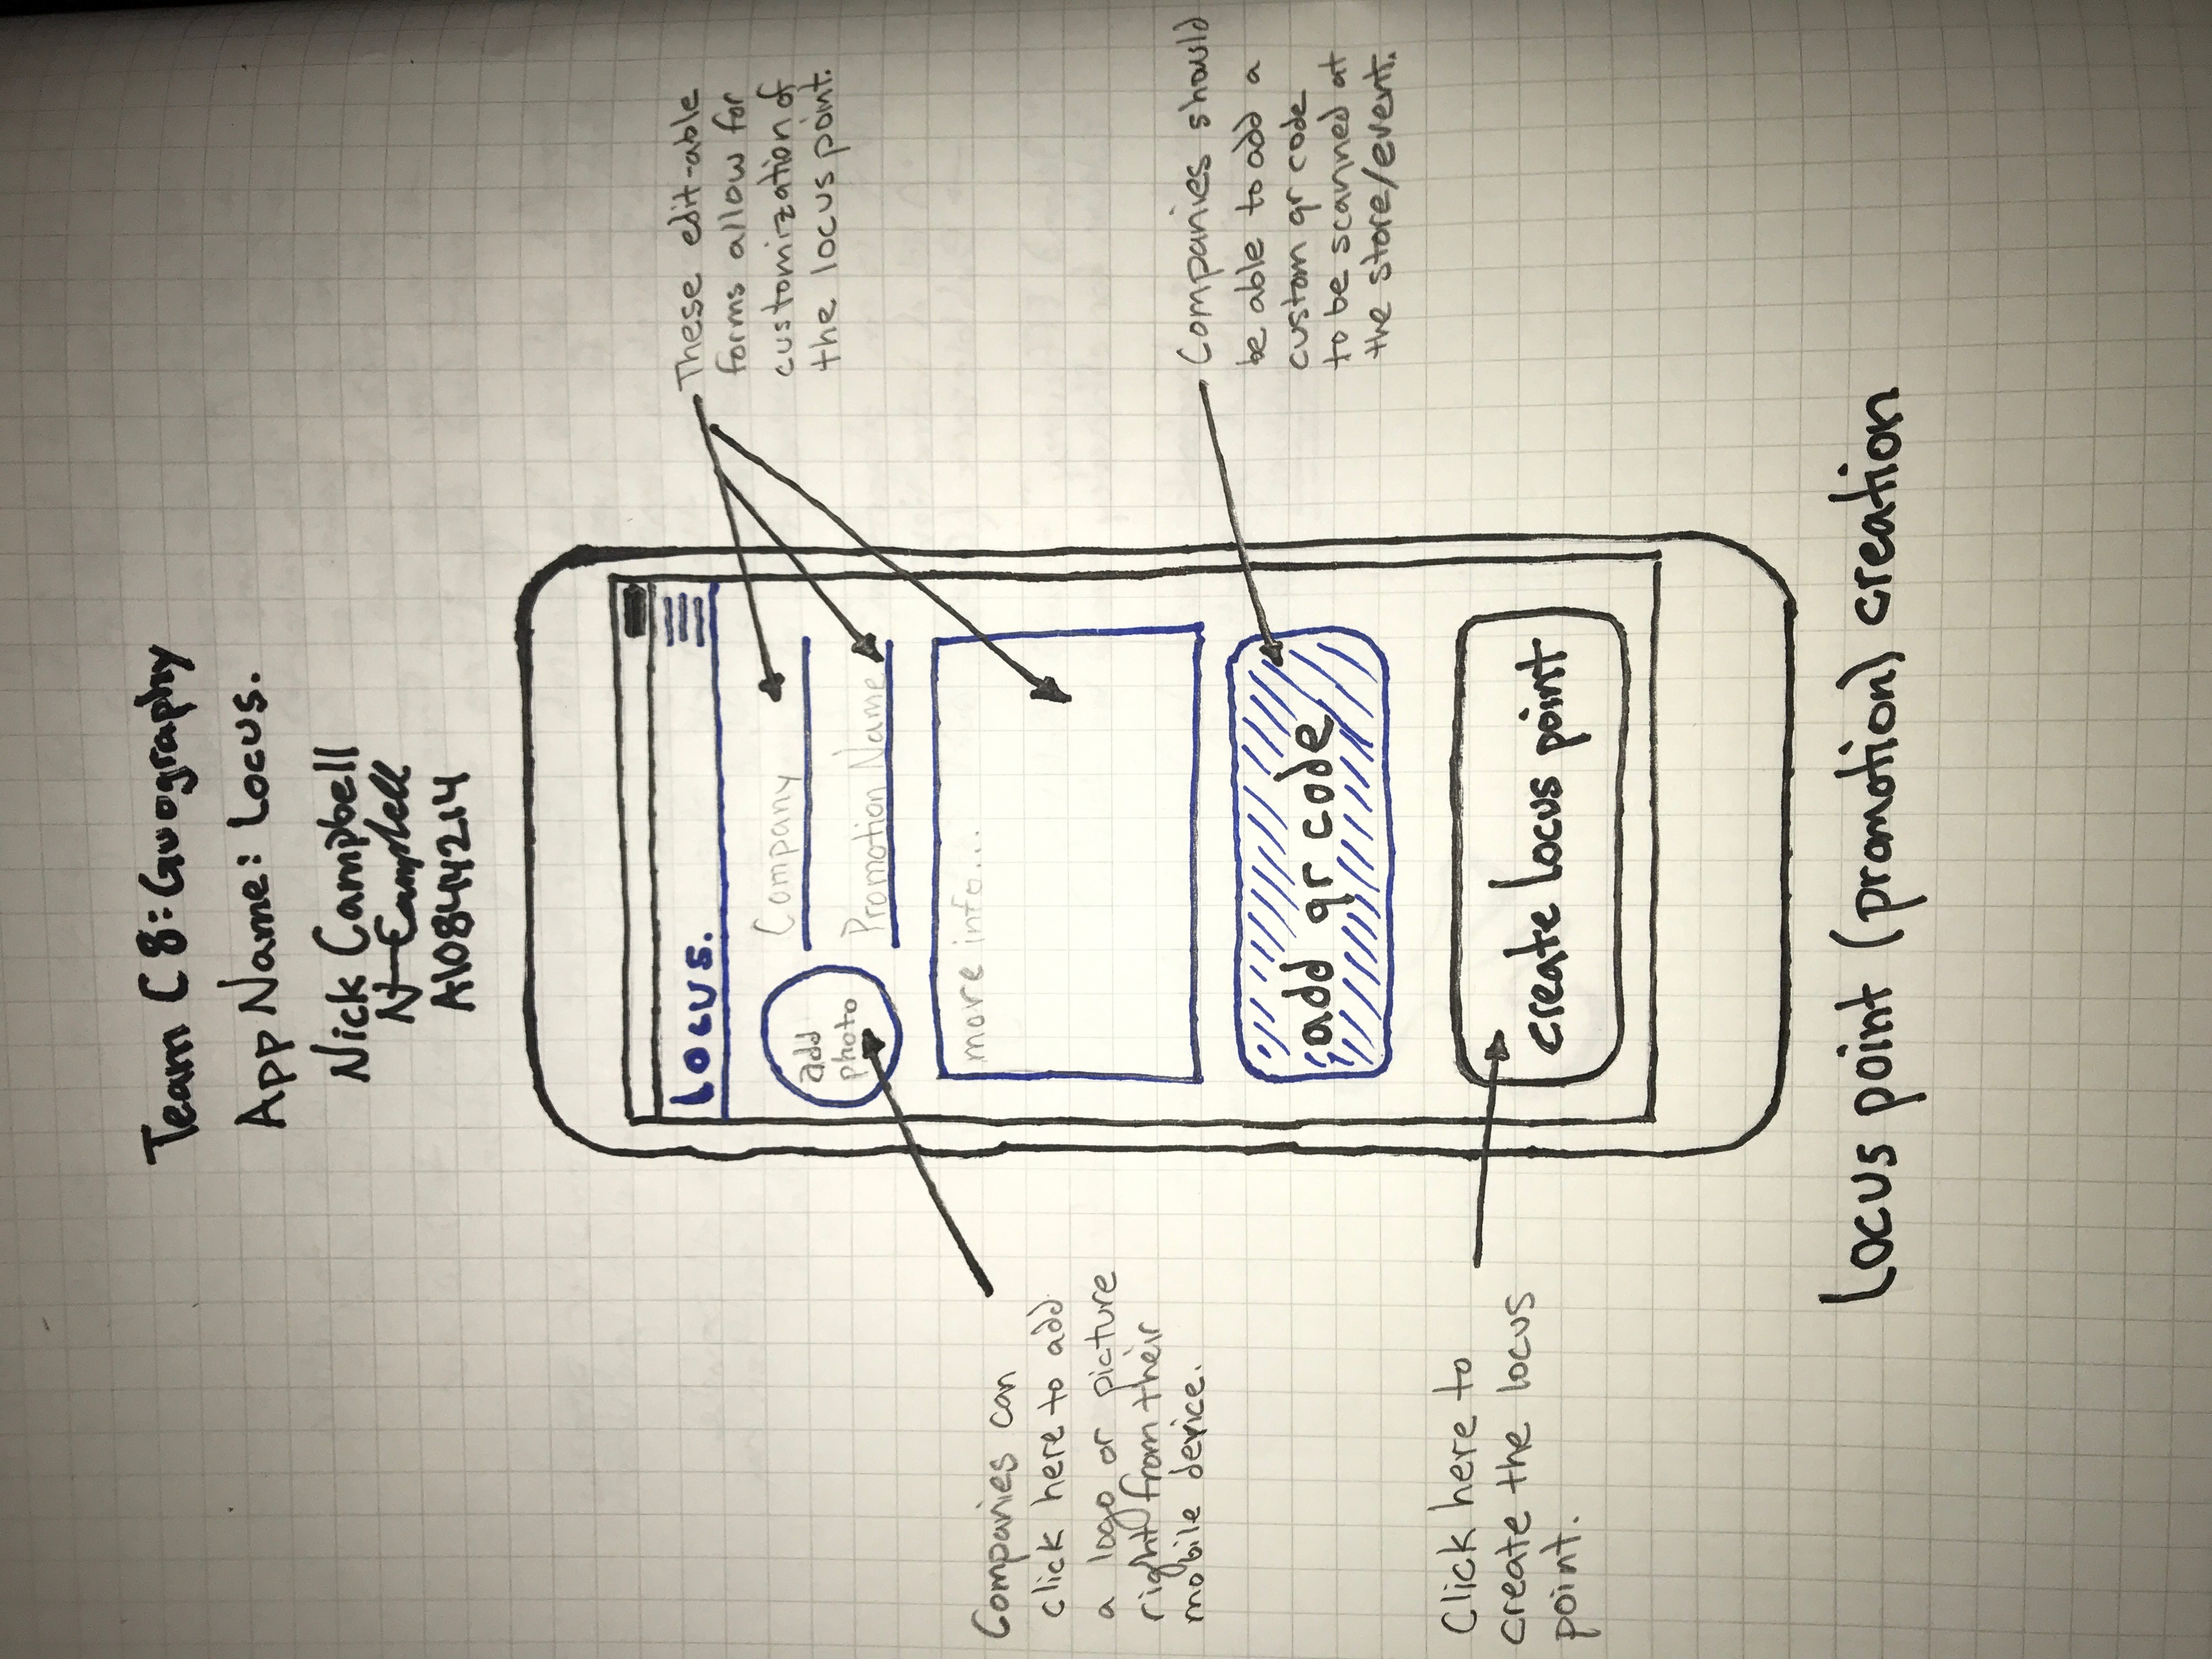 Team C8: Guography
App Name: Locus.
Nick Campbell
N Campbell
A10844214
Locus.
Company
add
photo
Promotion Name
more info...
add qr code
create locus point
These edit-able
forms allow for
customization of
the locus point.
Companies can
click here to add
a logo or picture
right from their
mobile device.
Companies should
be able to add a
custom qr code
to be scanned at
the store/event.
Click here to
create the locus
point.
Locus point (promotion) creation